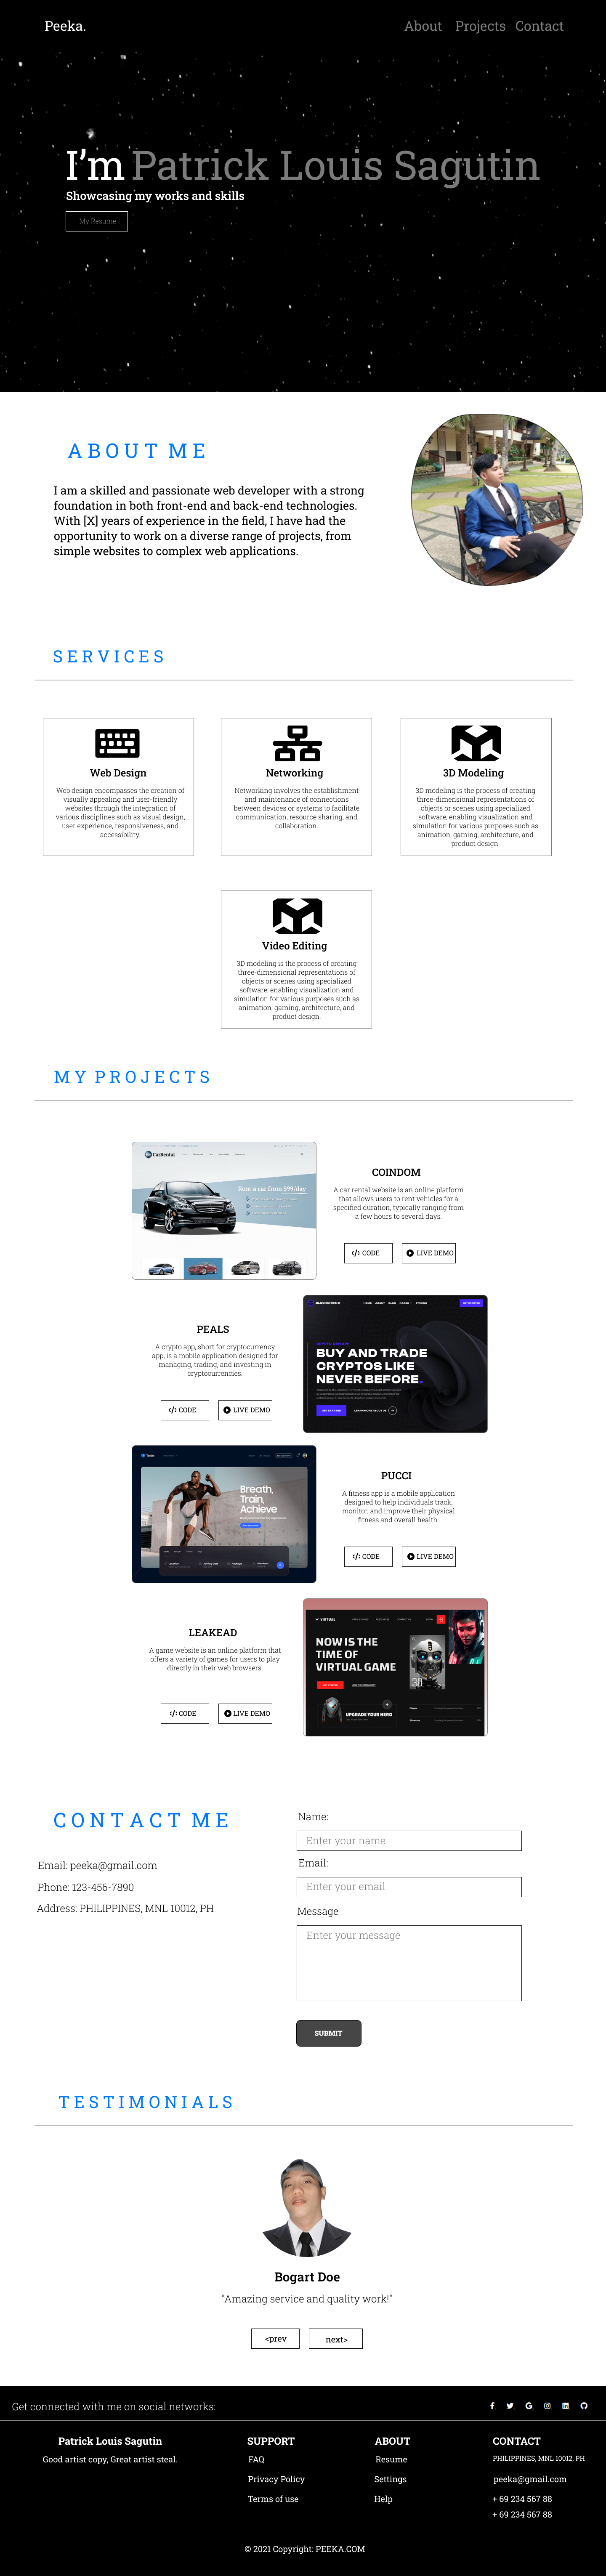 Peeka.
About Projects Contact
I'm Patrick Louis Sagutin
Showcasing my works and skills
My Resume
ABOUT ME
I am a skilled and passionate web developer with a strong
foundation in both front-end and back-end technologies.
With [X] years of experience in the field, I have had the
opportunity to work on a diverse range of projects, from
simple websites to complex web applications.
SERVICES
Web Design
Web design encompasses the creation of
visually appealing and user-friendly
websites through the integration of
various disciplines such as visual design,
user experience, responsiveness, and
accessibility.
Networking
Networking involves the establishment
and maintenance of connections
between devices or systems to facilitate
communication, resource sharing, and
collaboration.
3D Modeling
3D modeling is the process of creating
three-dimensional representations of
objects or scenes using specialized
software, enabling visualization and
simulation for various purposes such as
animation, gaming, architecture, and
product design.
Video Editing
3D modeling is the process of creating
three-dimensional representations of
objects or scenes using specialized
software, enabling visualization and
simulation for various purposes such as
animation, gaming, architecture, and
product design.
MY PROJECTS
CarRental
Rent a car from $99/day
COINDOM
A car rental website is an online platform
that allows users to rent vehicles for a
specified duration, typically ranging from
a few hours to several days.
CODE
LIVE DEMO
PEALS
A crypto app, short for cryptocurrency
app, is a mobile application designed for
managing, trading, and investing in
cryptocurrencies.
CODE
LIVE DEMO
BUY AND TRADE
CRYPTOS LIKE
NEVER BEFORE.
Breath,
Train,
Achieve
PUCCI
A fitness app is a mobile application
designed to help individuals track,
monitor, and improve their physical
fitness and overall health.
CODE
LIVE DEMO
LEAKEAD
A game website is an online platform that
offers a variety of games for users to play
directly in their web browsers.
CODE
LIVE DEMO
VIRTUAL
NOW IS THE
TIME OF
VIRTUAL GAME
3D
UPGRADE YOUR HERO
CONTACT ME
Email: peeka@gmail.com
Phone: 123-456-7890
Address: PHILIPPINES, MNL 10012, PH
Name:
Enter your name
Email:
Enter your email
Message
Enter your message
SUBMIT
TESTIMONIALS
Bogart Doe
"Amazing service and quality work!"
<prev
next>
Get connected with me on social networks:
Patrick Louis Sagutin
Good artist copy, Great artist steal.
SUPPORT
FAQ
Privacy Policy
Terms of use
ABOUT
Resume
Settings
Help
CONTACT
PHILIPPINES, MNL 10012, PH
peeka@gmail.com
+ 69 234 567 88
+ 69 234 567 88
© 2021 Copyright: PEEKA.COM